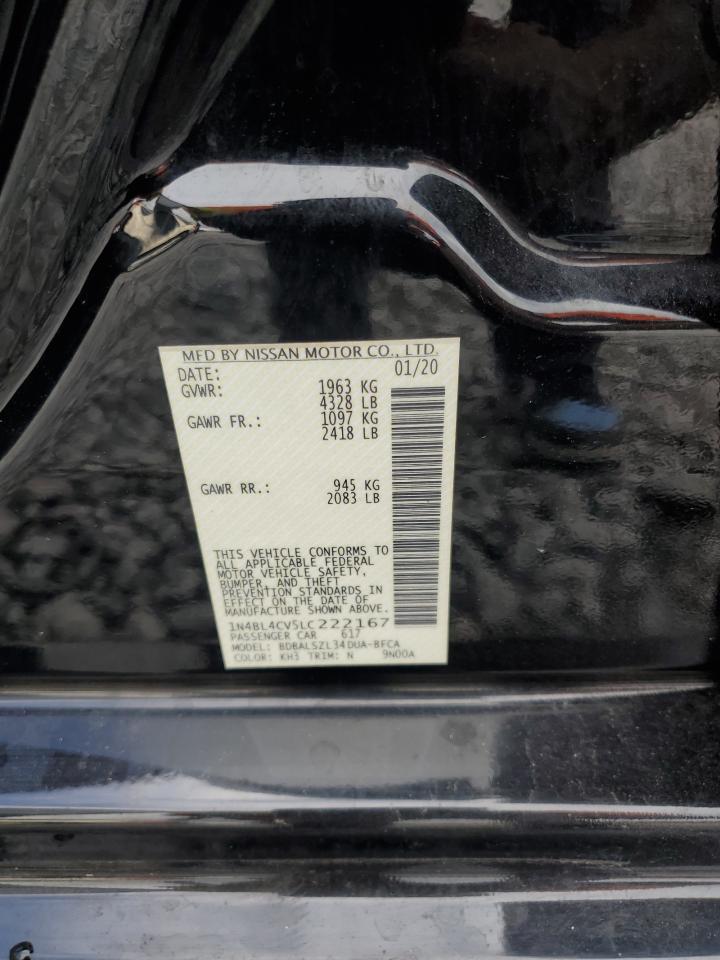 MFD BY NISSAN MOTOR CO., LTD.
DATE: 01/20
GVWR: 1963 KG
4328 LB
GAWR FR.: 1097 KG
2418 LB
GAWR RR.: 945 KG
2083 LB
THIS VEHICLE CONFORMS TO
ALL APPLICABLE FEDERAL
MOTOR VEHICLE SAFETY,
BUMPER, AND THEFT
PREVENTION STANDARDS IN
EFFECT ON THE DATE OF
MANUFACTURE SHOWN ABOVE.
1N4BL4CV5LC222167
PASSENGER CAR 617
MODEL: BDBALSZL34DUA-BFCA
COLOR: KH3 TRIM: N 9N00A